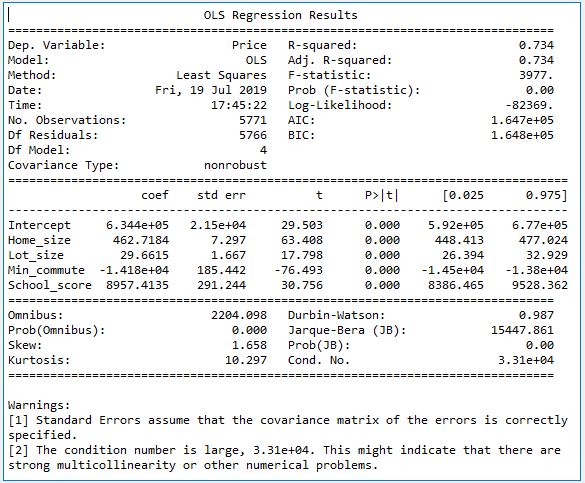 OLS Regression Results
==============================================================================
Dep. Variable: Price R-squared: 0.734
Model: OLS Adj. R-squared: 0.734
Method: Least Squares F-statistic: 3977.
Date: Fri, 19 Jul 2019 Prob (F-statistic): 0.00
Time: 17:45:22 Log-Likelihood: -82369.
No. Observations: 5771 AIC: 1.647e+05
Df Residuals: 5766 BIC: 1.648e+05
Df Model: 4
Covariance Type: nonrobust
================================================================================
coef std err t P>|t| [0.025 0.975]
--------------------------------------------------------------------------------
Intercept 6.344e+05 2.15e+04 29.503 0.000 5.92e+05 6.77e+05
Home_size 462.7184 7.297 63.408 0.000 448.413 477.024
Lot_size 29.6615 1.667 17.798 0.000 26.394 32.929
Min_commute -1.418e+04 185.442 -76.493 0.000 -1.45e+04 -1.38e+04
School_score 8957.4135 291.244 30.756 0.000 8386.465 9528.362
==============================================================================
Omnibus: 2204.098 Durbin-Watson: 0.987
Prob(Omnibus): 0.000 Jarque-Bera (JB): 15447.861
Skew: 1.658 Prob(JB): 0.00
Kurtosis: 10.297 Cond. No. 3.31e+04
==============================================================================
Warnings:
[1] Standard Errors assume that the covariance matrix of the errors is correctly
specified.
[2] The condition number is large, 3.31e+04. This might indicate that there are
strong multicollinearity or other numerical problems.